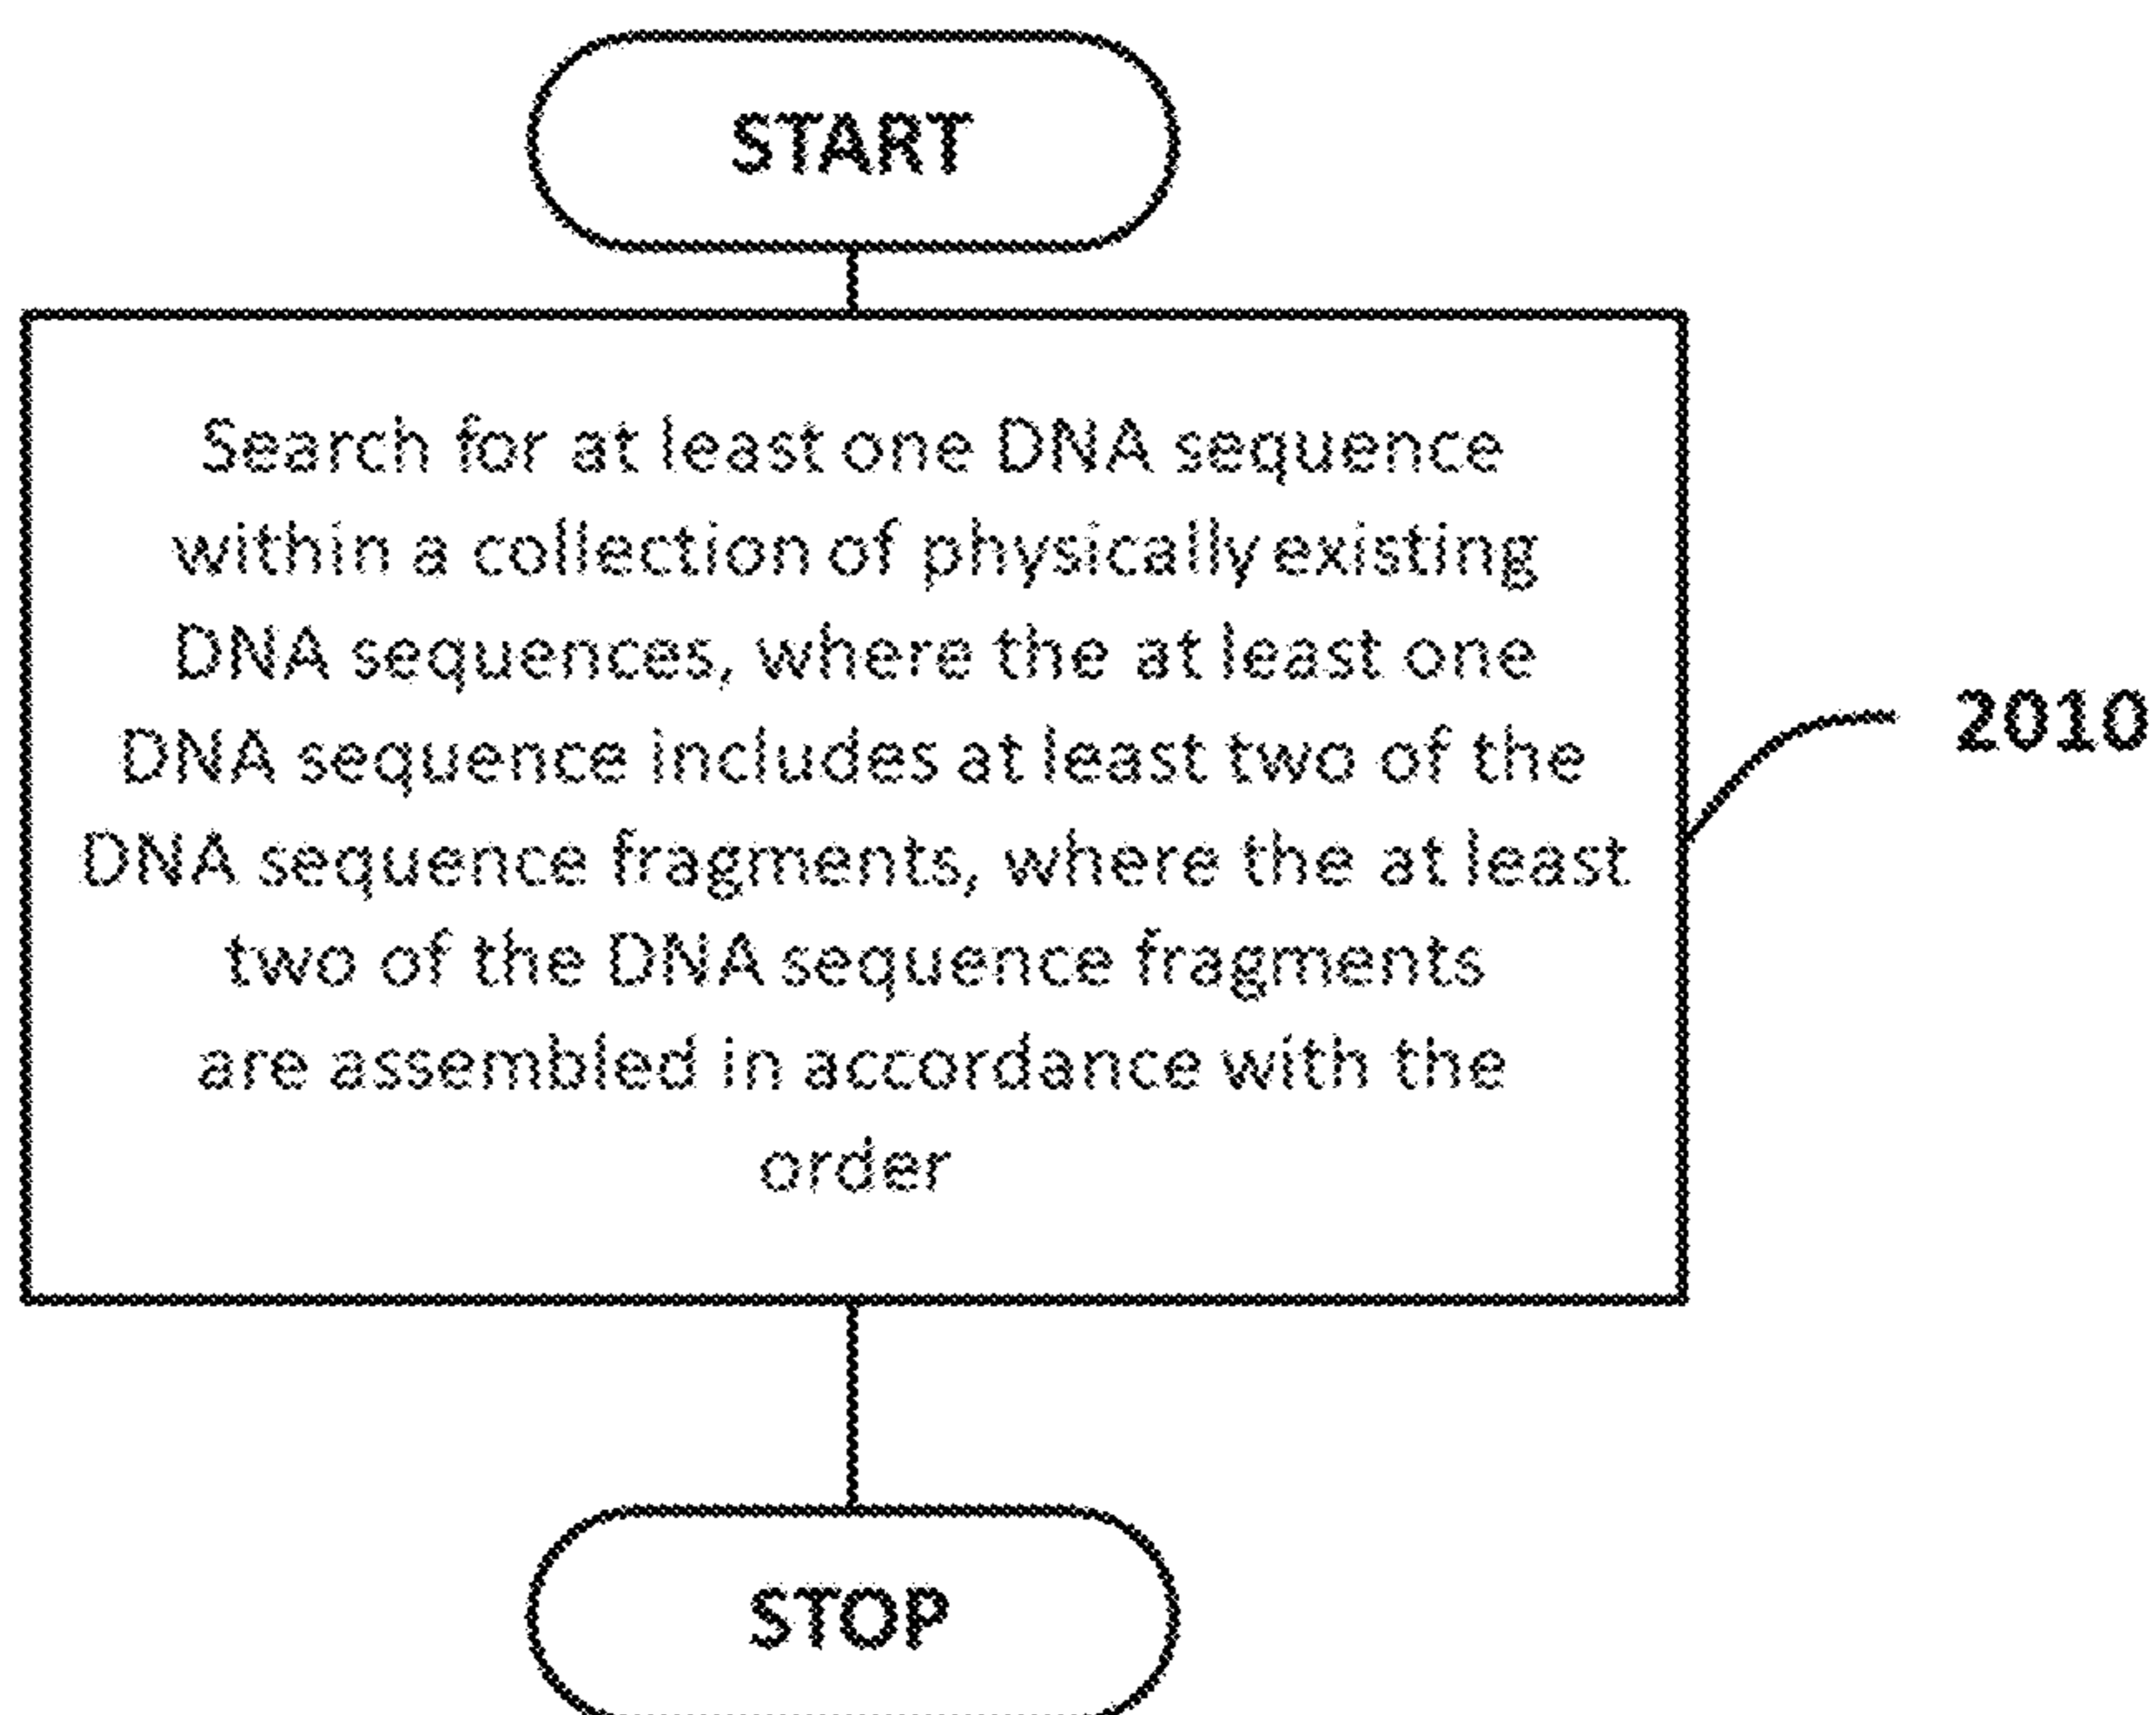 START
Search for at least one DNA sequence
within a collection of physically existing
DNA sequences, where the at least one
DNA sequence includes at least two of the
DNA sequence fragments, where the at least
two of the DNA sequence fragments
are assembled in accordance with the
order
2010
STOP